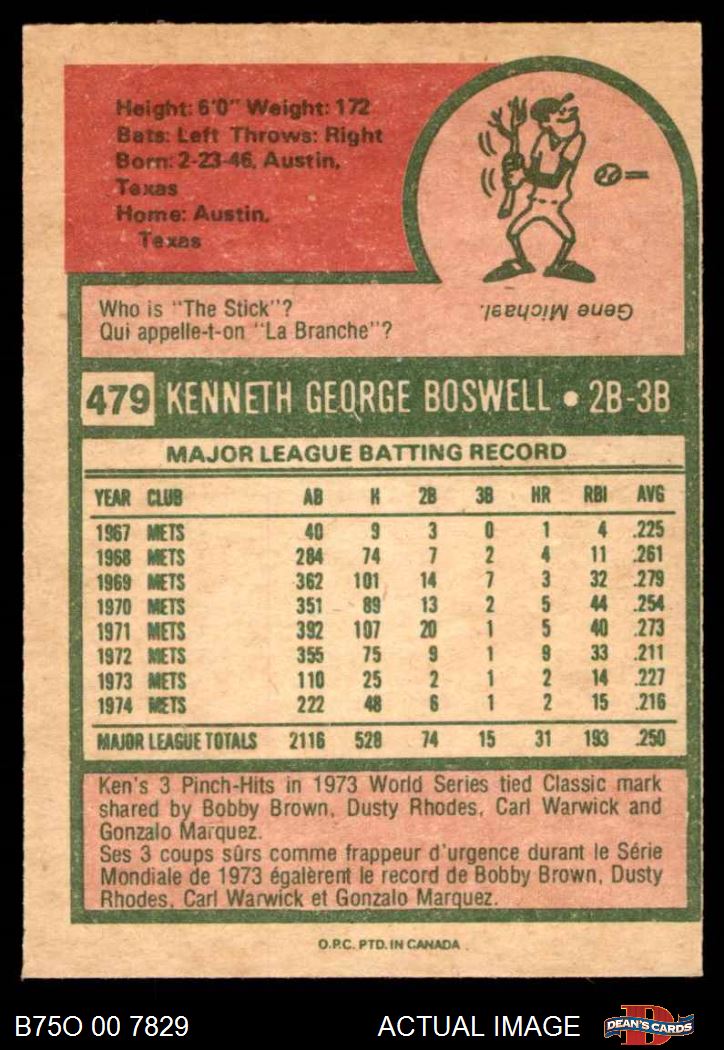 Height: 6'0" Weight: 172
Bats: Left Throws: Right
Born: 2-23-46, Austin,
Texas
Home: Austin,
Texas
Who is "The Stick"?
Qui appelle-t-on "La Branche"?
Gene Michael.
479 KENNETH GEORGE BOSWELL • 2B-3B
MAJOR LEAGUE BATTING RECORD
YEAR CLUB AB H 2B 3B HR RBI AVG
1967 METS 40 9 3 0 1 4 .225
1968 METS 284 74 7 2 4 11 .261
1969 METS 362 101 14 7 3 32 .279
1970 METS 351 89 13 2 5 44 .254
1971 METS 392 107 20 1 5 40 .273
1972 METS 355 75 9 1 9 33 .211
1973 METS 110 25 2 1 2 14 .227
1974 METS 222 48 6 1 2 15 .216
MAJOR LEAGUE TOTALS 2116 528 74 15 31 193 .250
Ken's 3 Pinch-Hits in 1973 World Series tied Classic mark
shared by Bobby Brown, Dusty Rhodes, Carl Warwick and
Gonzalo Marquez.
Ses 3 coups sûrs comme frappeur d'urgence durant le Série
Mondiale de 1973 égalèrent le record de Bobby Brown, Dusty
Rhodes, Carl Warwick et Gonzalo Marquez.
O.P.C. PTD. IN CANADA
B75O 00 7829 ACTUAL IMAGE
D
DEAN'S CARDS